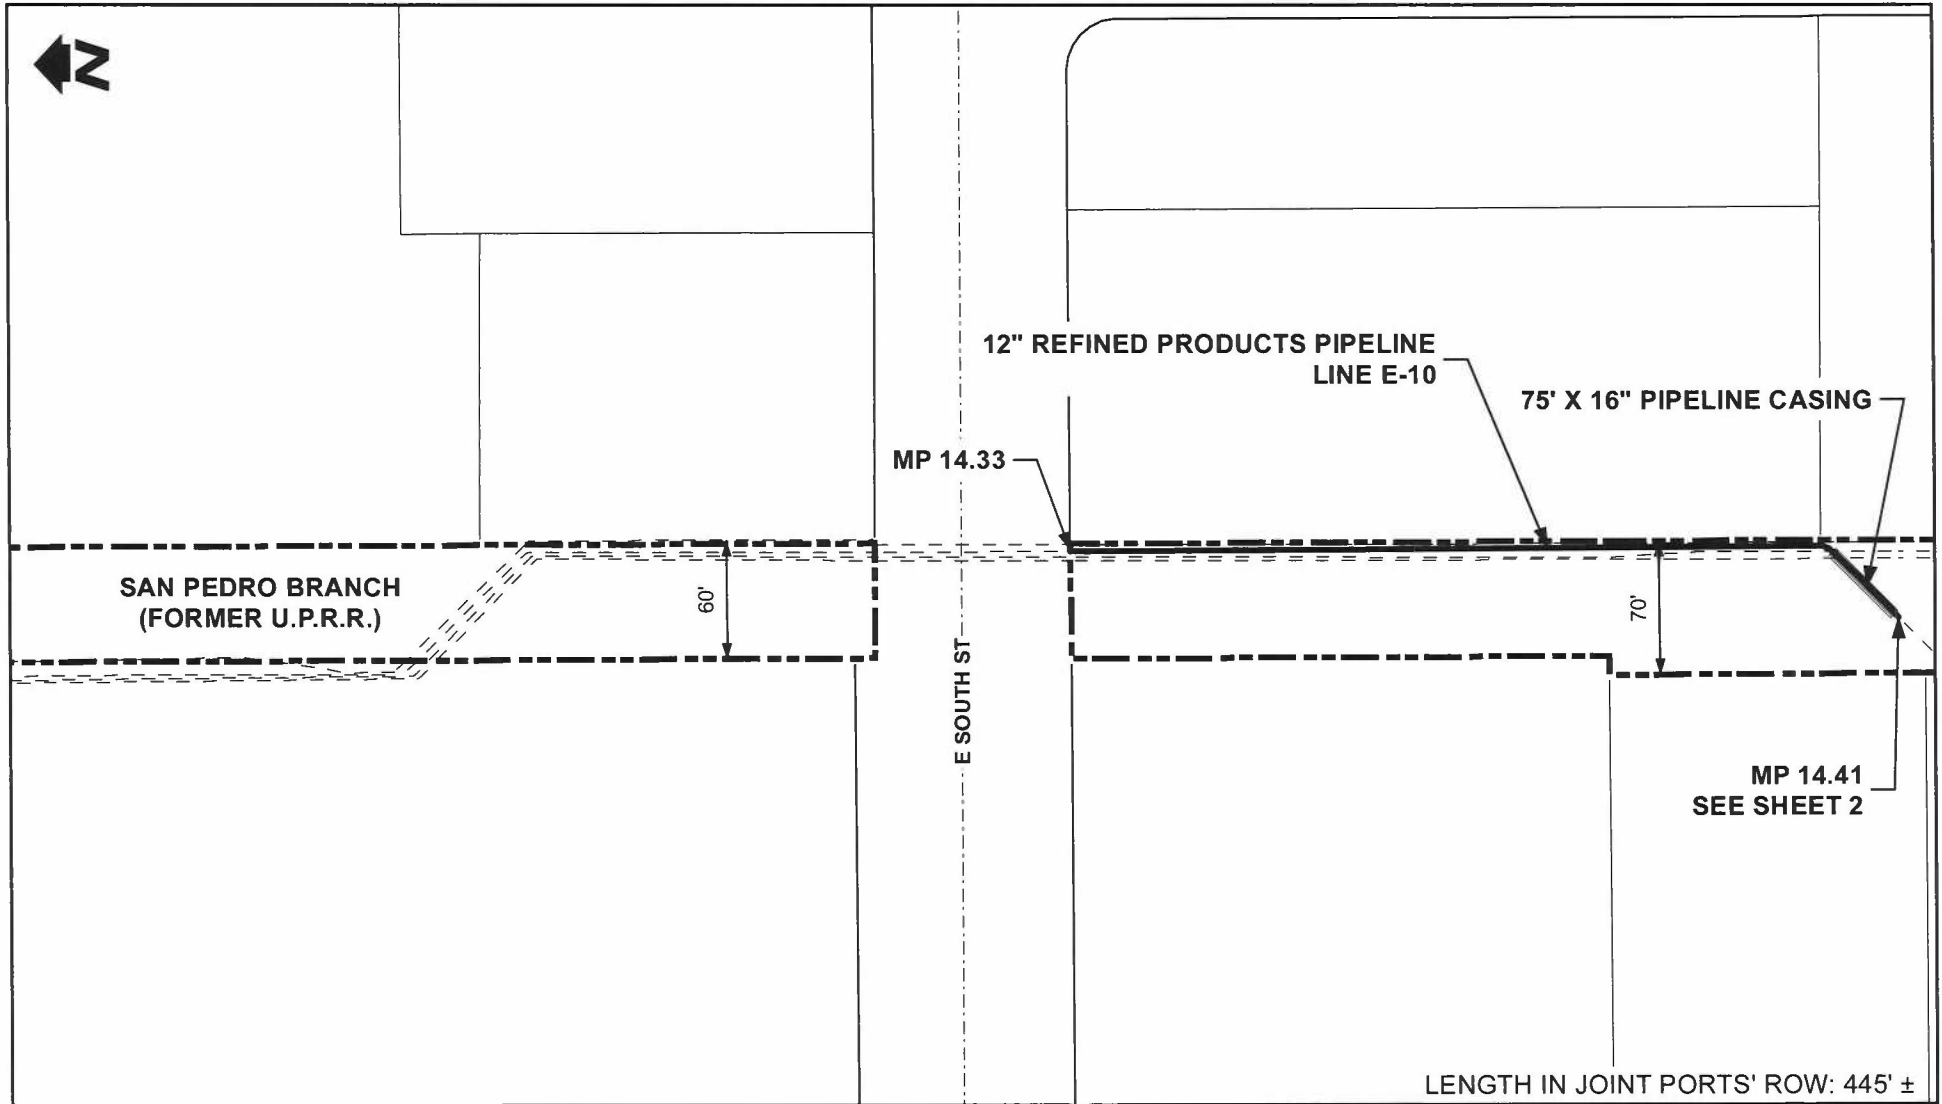 N
12" REFINED PRODUCTS PIPELINE
LINE E-10
75' X 16" PIPELINE CASING
MP 14.33
SAN PEDRO BRANCH
(FORMER U.P.R.R.)
60'
70'
E SOUTH ST
MP 14.41
SEE SHEET 2
LENGTH IN JOINT PORTS' ROW: 445' ±